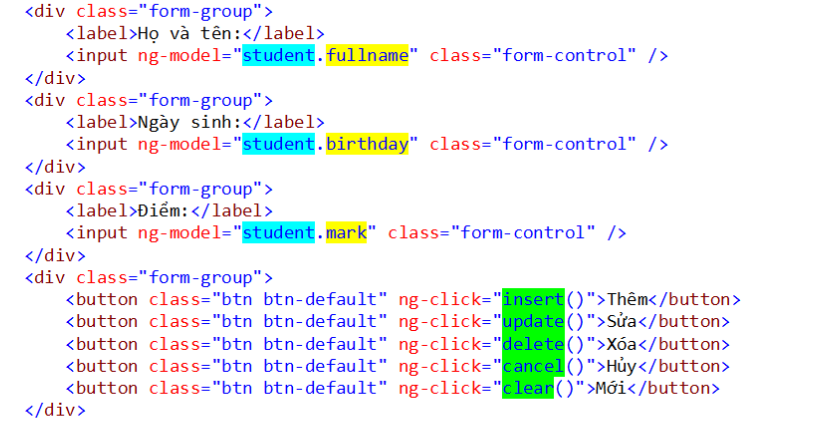 <div class="form-group">
    <label>Họ và tên:</label>
    <input ng-model="student.fullname" class="form-control" />
</div>
<div class="form-group">
    <label>Ngày sinh:</label>
    <input ng-model="student.birthday" class="form-control" />
</div>
<div class="form-group">
    <label>Điểm:</label>
    <input ng-model="student.mark" class="form-control" />
</div>
<div class="form-group">
    <button class="btn btn-default" ng-click="insert()">Thêm</button>
    <button class="btn btn-default" ng-click="update()">Sửa</button>
    <button class="btn btn-default" ng-click="delete()">Xóa</button>
    <button class="btn btn-default" ng-click="cancel()">Hủy</button>
    <button class="btn btn-default" ng-click="clear()">Mới</button>
</div>